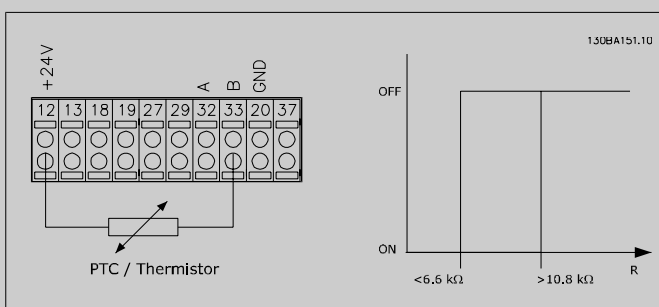 130BA151.10
+24V
A
B
GND
12 13 18 19 27 29 32 33 20 37
PTC / Thermistor
OFF
ON
R
<6.6 kΩ
>10.8 kΩ